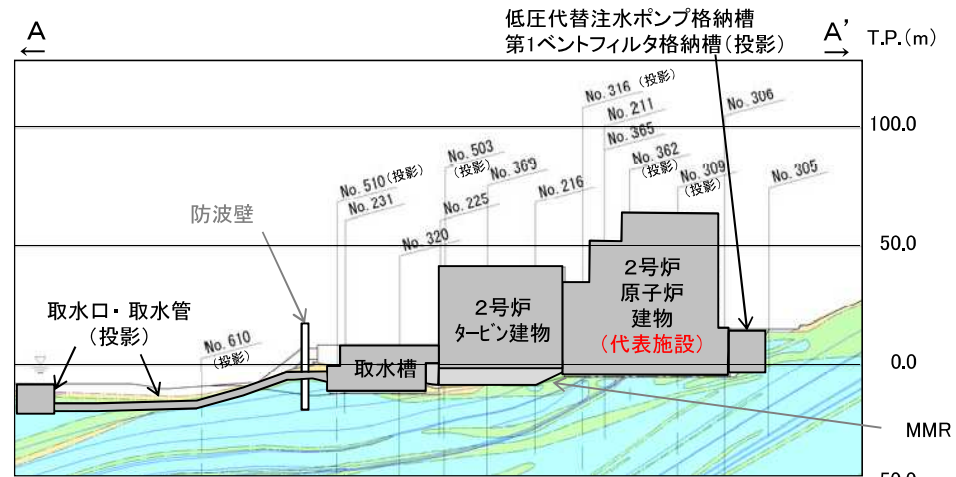 低圧代替注水ポンプ格納槽
第1ベントフィルタ格納槽(投影)
A
A’
T.P.(m)
No. 316 (投影)
No. 211
No. 306
100.0
No. 365
No. 503
(投影)
No. 362
(投影)
No. 510(投影)
No. 369
No. 309
(投影)
No. 305
No. 231
No. 225
No. 216
防波壁
No. 320
50.0
2号炉
原子炉
建物
(代表施設)
2号炉
タービン建物
取水口・取水管
(投影)
No. 610
(投影)
取水槽
0.0
MMR